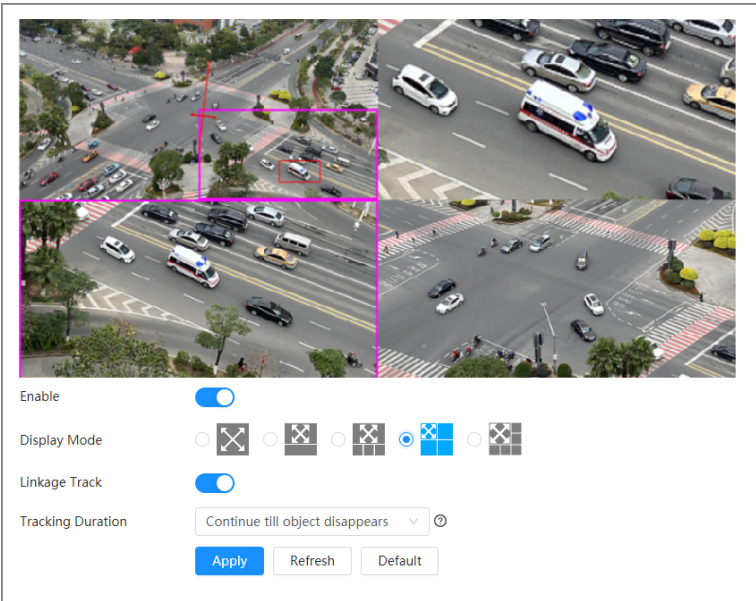 Enable
Display Mode
Linkage Track
Tracking Duration
Continue till object disappears
Apply Refresh Default